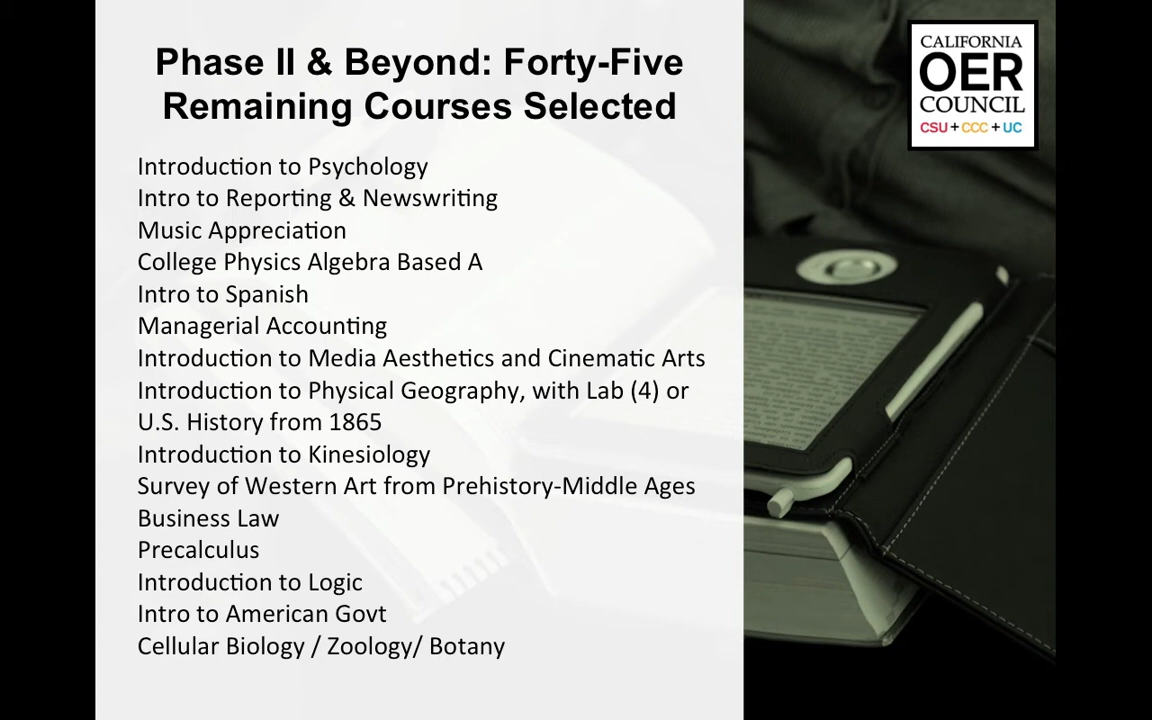 Phase II & Beyond: Forty-Five
Remaining Courses Selected
Introduction to Psychology
Intro to Reporting & Newswriting
Music Appreciation
College Physics Algebra Based A
Intro to Spanish
Managerial Accounting
Introduction to Media Aesthetics and Cinematic Arts
Introduction to Physical Geography, with Lab (4) or
U.S. History from 1865
Introduction to Kinesiology
Survey of Western Art from Prehistory-Middle Ages
Business Law
Precalculus
Introduction to Logic
Intro to American Govt
Cellular Biology / Zoology/ Botany
CALIFORNIA
OER
COUNCIL
CSU + CCC + UC